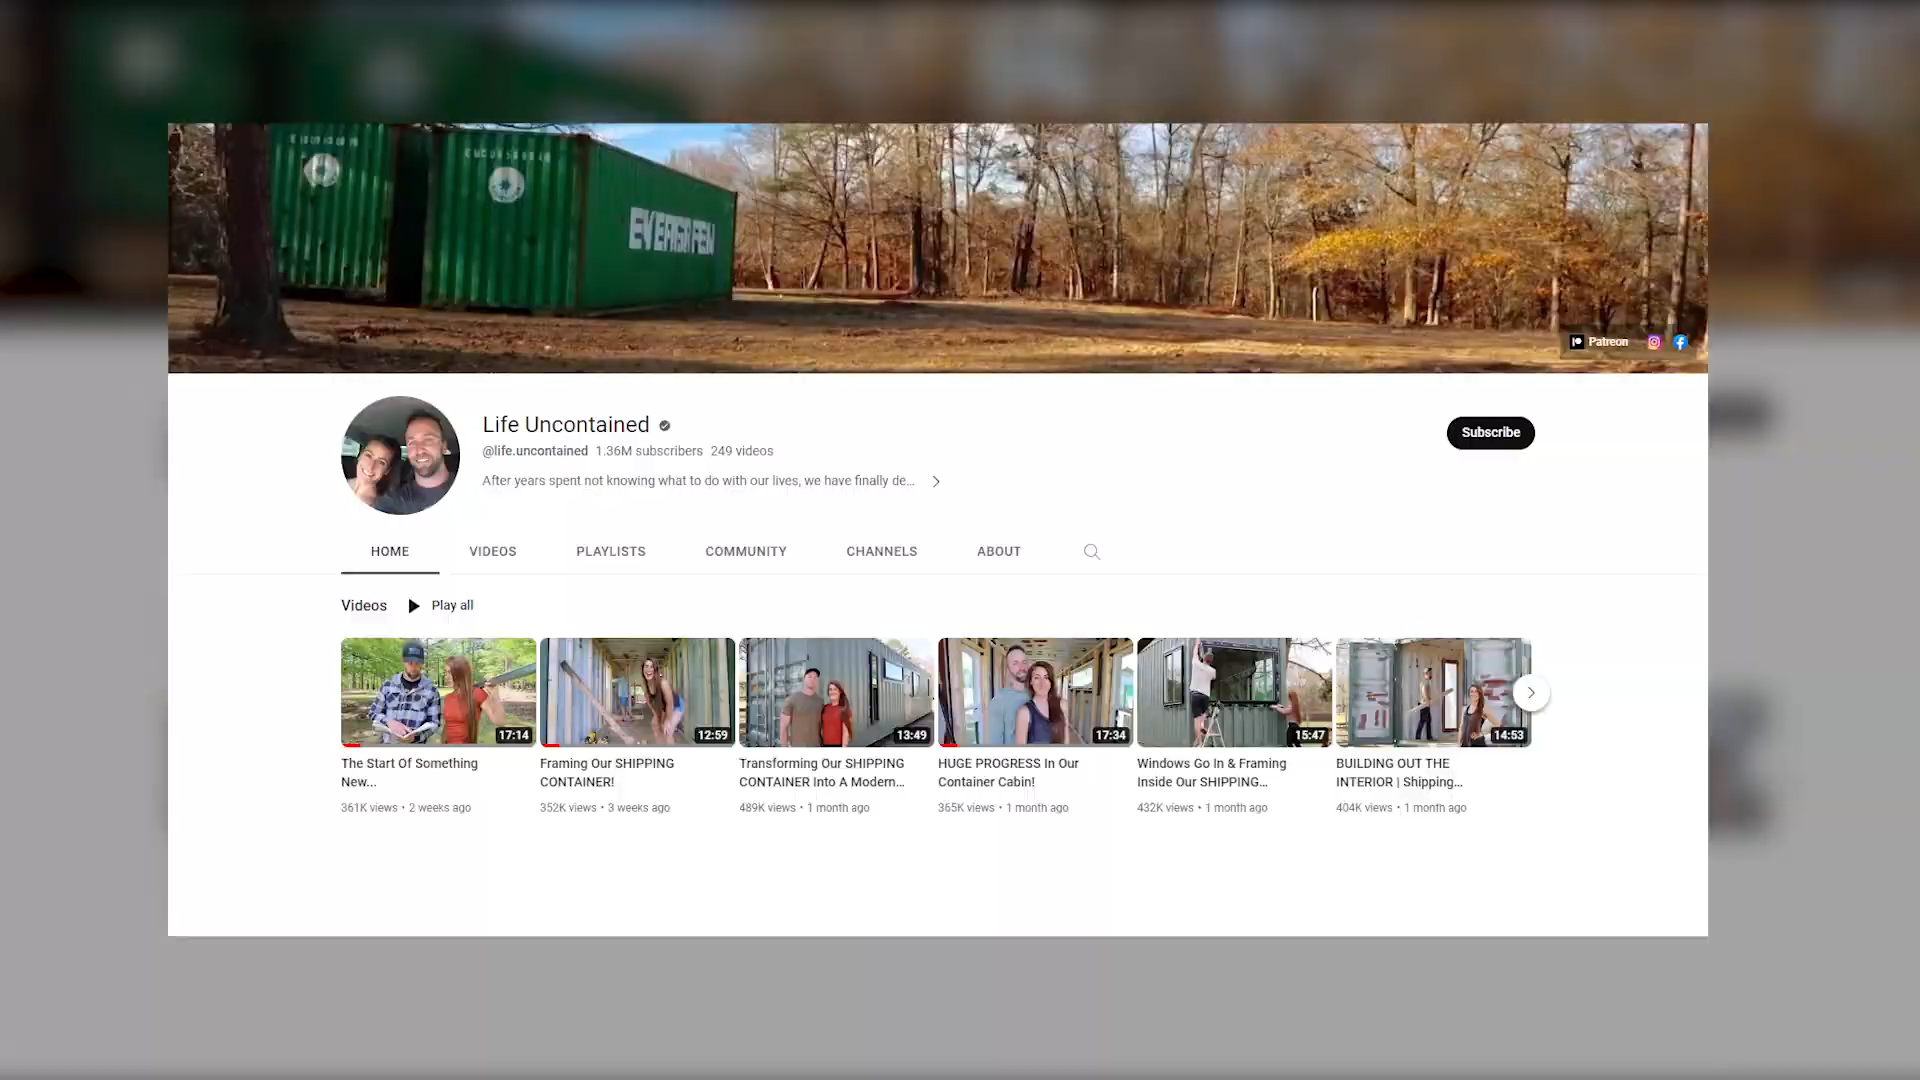 EVERGREEN
Patreon
Life Uncontained
@life.uncontained 1.36M subscribers 249 videos
After years spent not knowing what to do with our lives, we have finally de...
Subscribe
HOME VIDEOS PLAYLISTS COMMUNITY CHANNELS ABOUT
Videos Play all
17:14 12:59 13:49 17:34 15:47 14:53
The Start Of Something
New...
361K views • 2 weeks ago
Framing Our SHIPPING
CONTAINER!
352K views • 3 weeks ago
Transforming Our SHIPPING
CONTAINER Into A Modern...
489K views • 1 month ago
HUGE PROGRESS In Our
Container Cabin!
365K views • 1 month ago
Windows Go In & Framing
Inside Our SHIPPING...
432K views • 1 month ago
BUILDING OUT THE
INTERIOR | Shipping...
404K views • 1 month ago